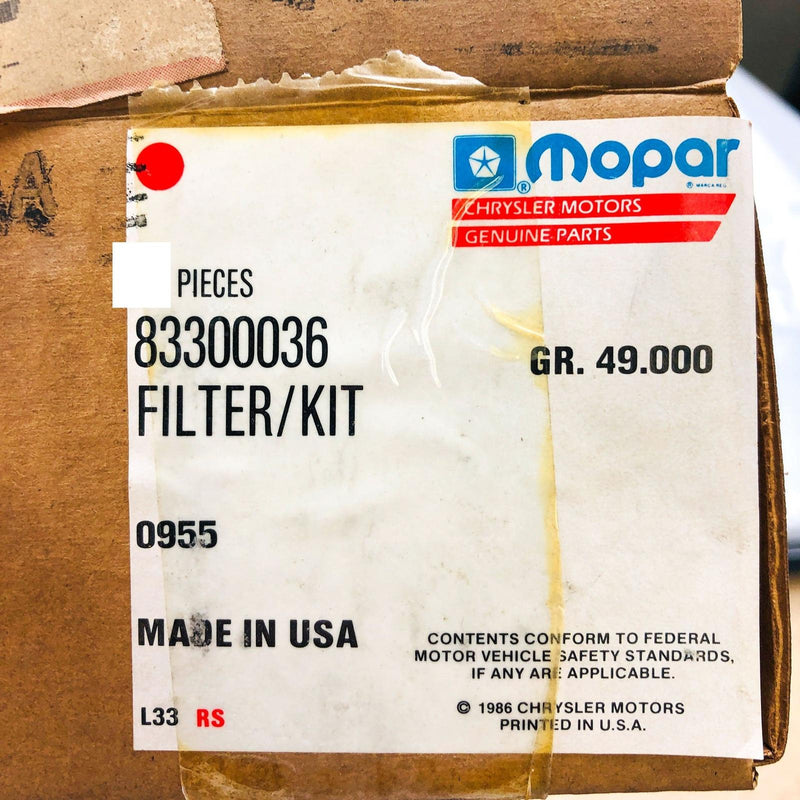 mopar
® MARCA REG.
®
CHRYSLER MOTORS
GENUINE PARTS
PIECES
83300036
FILTER/KIT
GR. 49.000
0955
MADE IN USA
CONTENTS CONFORM TO FEDERAL
MOTOR VEHICLE SAFETY STANDARDS,
IF ANY ARE APPLICABLE.
L33 RS
© 1986 CHRYSLER MOTORS
PRINTED IN U.S.A.